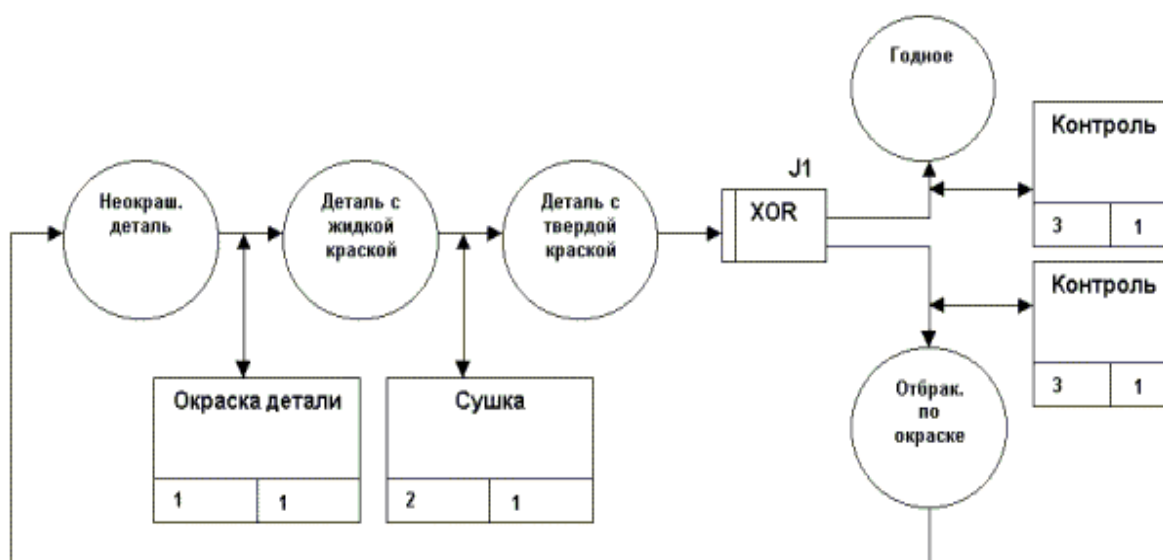 Годное
Контроль
3 1
J1
XOR
Неокраш.
деталь
Деталь с
жидкой
краской
Деталь с
твердой
краской
Контроль
3 1
Окраска детали
1 1
Сушка
2 1
Отбрак.
по
окраске